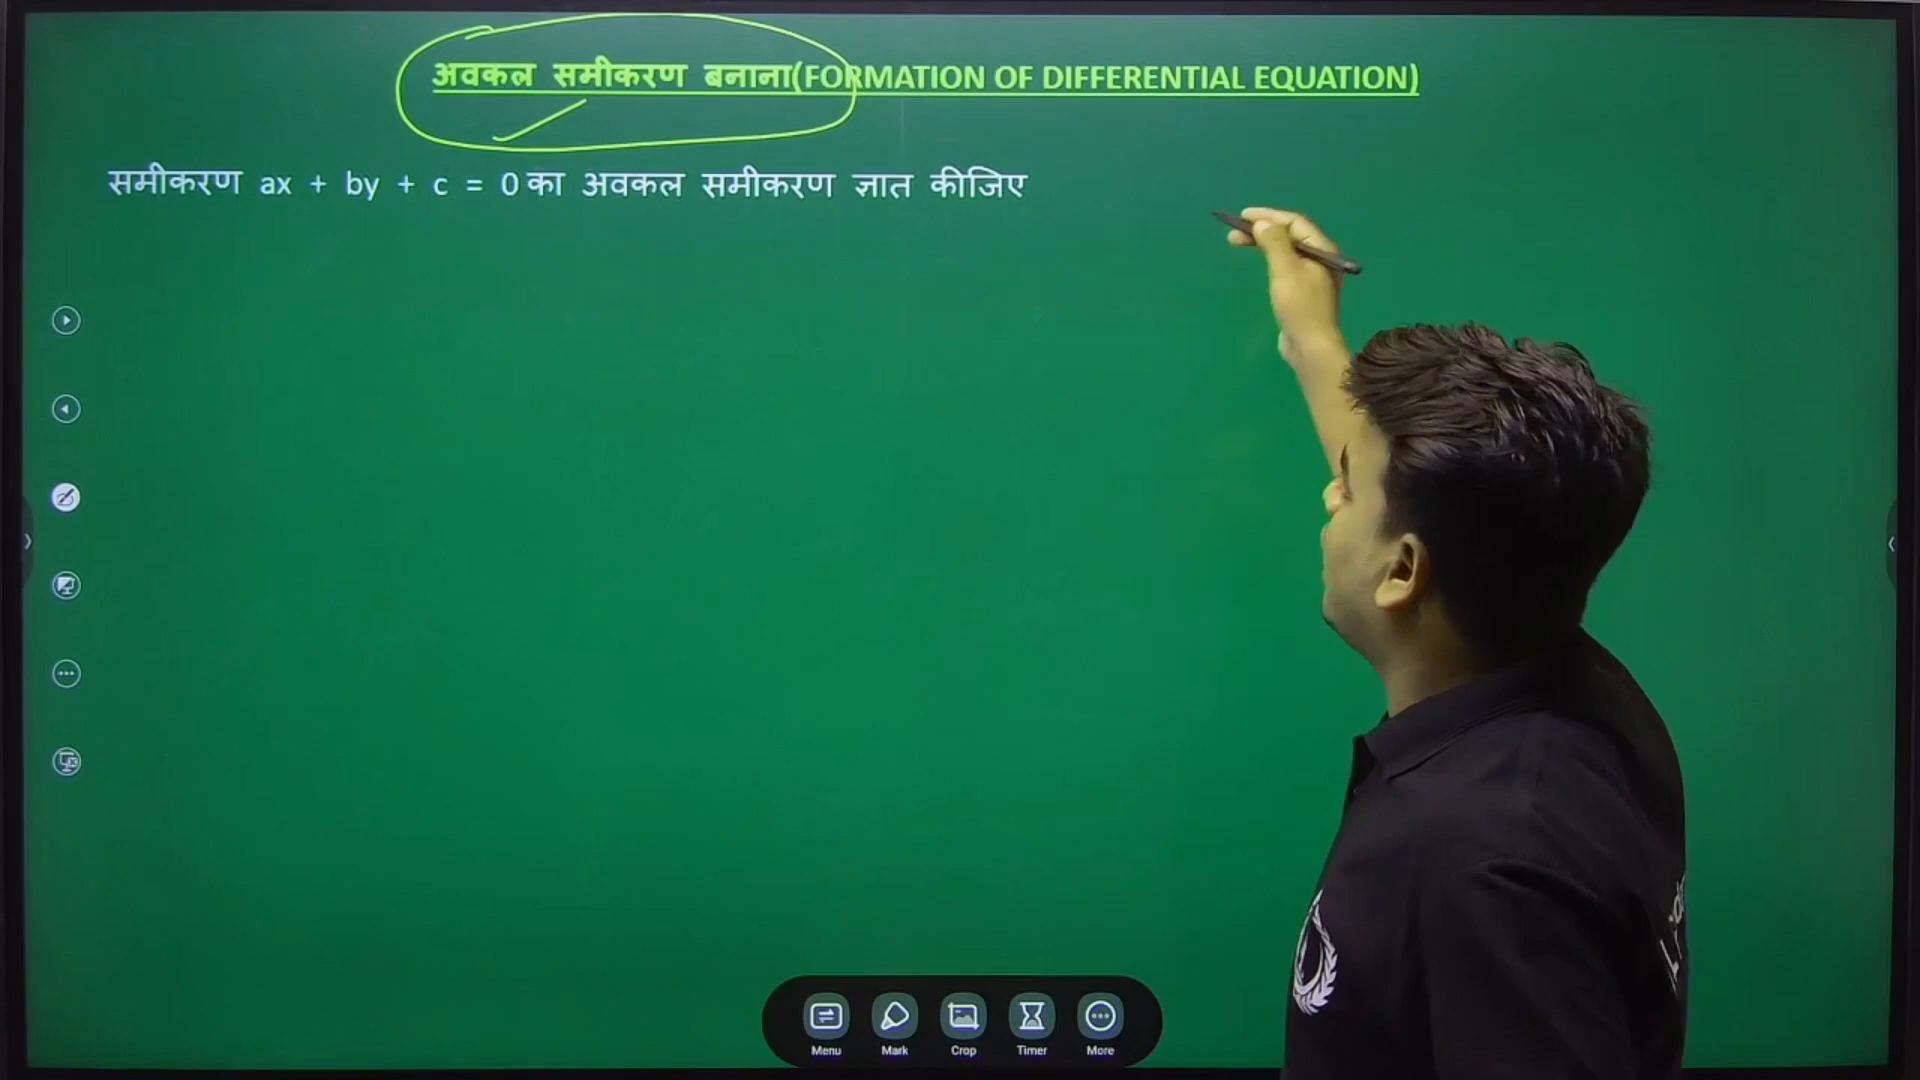 अवकल समीकरण बनाना(FORMATION OF DIFFERENTIAL EQUATION)
समीकरण ax + by + c = 0 का अवकल समीकरण ज्ञात कीजिए
Menu Mark Crop Timer More